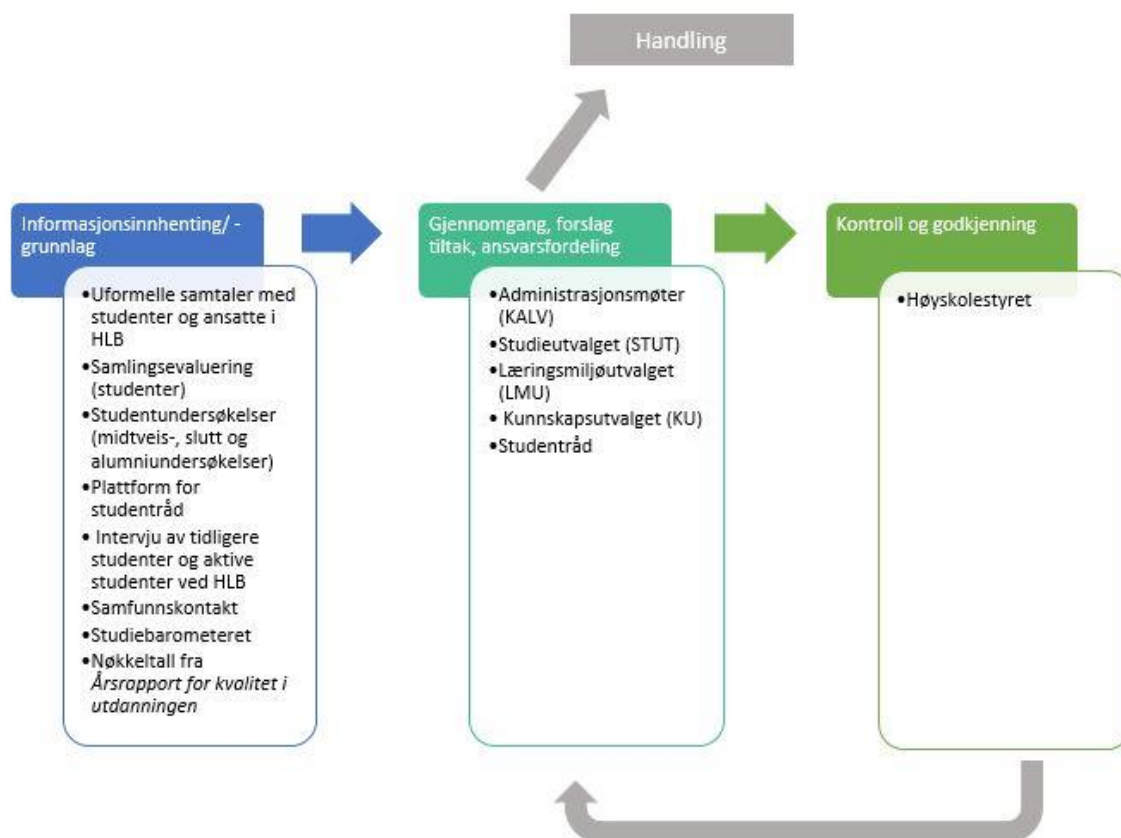 Handling
Informasjonsinnhenting/ -
grunnlag
•Uformelle samtaler med
studenter og ansatte i
HLB
•Samlingsevaluering
(studenter)
•Studentundersøkelser
(midtveis-, slutt og
alumniundersøkelser)
•Plattform for
studentråd
• Intervju av tidligere
studenter og aktive
studenter ved HLB
•Samfunnskontakt
•Studiebarometeret
•Nøkkeltall fra
Årsrapport for kvalitet i
utdanningen
Gjennomgang, forslag
tiltak, ansvarsfordeling
•Administrasjonsmøter
(KALV)
•Studieutvalget (STUT)
•Læringsmiljøutvalget
(LMU)
• Kunnskapsutvalget (KU)
•Studentråd
Kontroll og godkjenning
•Høyskolestyret